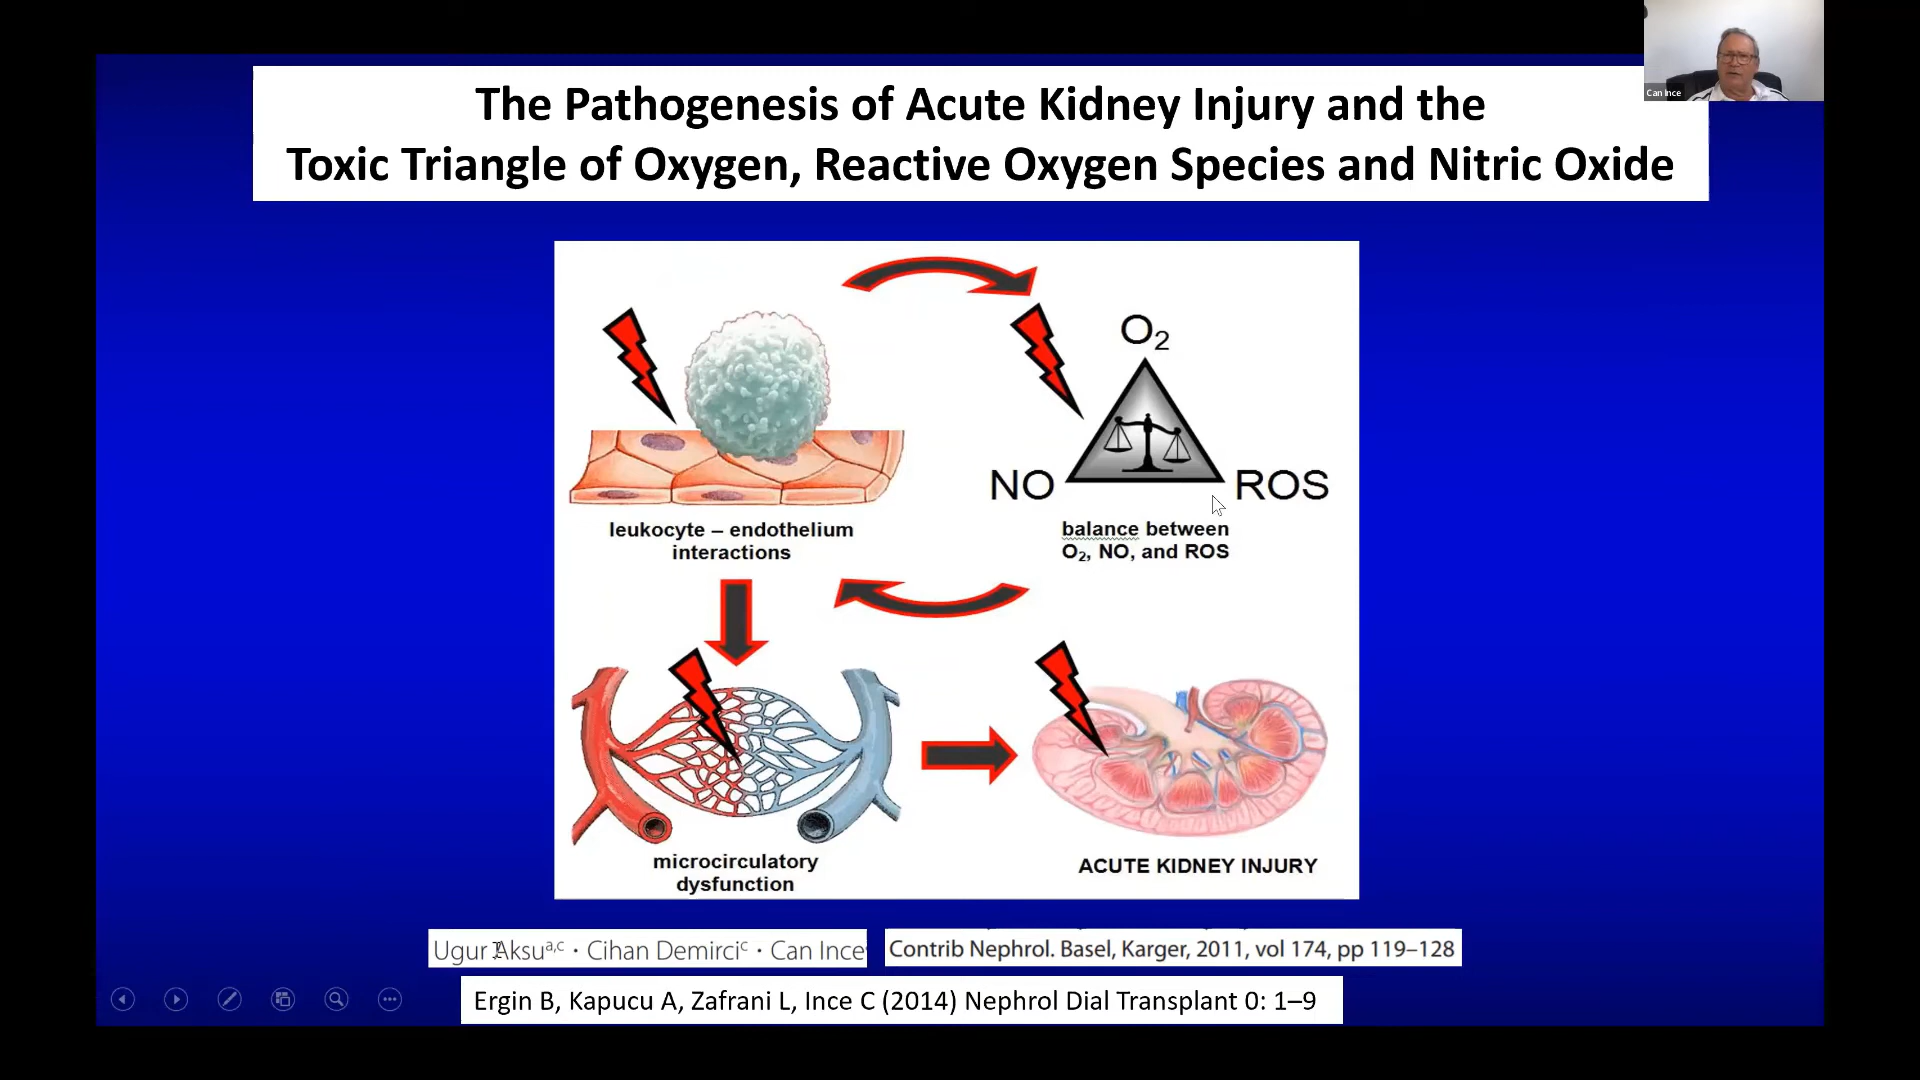 Can Ince
The Pathogenesis of Acute Kidney Injury and the
Toxic Triangle of Oxygen, Reactive Oxygen Species and Nitric Oxide
O₂
NO
ROS
leukocyte – endothelium
interactions
balance between
O₂, NO, and ROS
microcirculatory
dysfunction
ACUTE KIDNEY INJURY
Ugur Aksuᵃ,ᶜ · Cihan Demirciᶜ · Can Ince
Contrib Nephrol. Basel, Karger, 2011, vol 174, pp 119–128
Ergin B, Kapucu A, Zafrani L, Ince C (2014) Nephrol Dial Transplant 0: 1–9